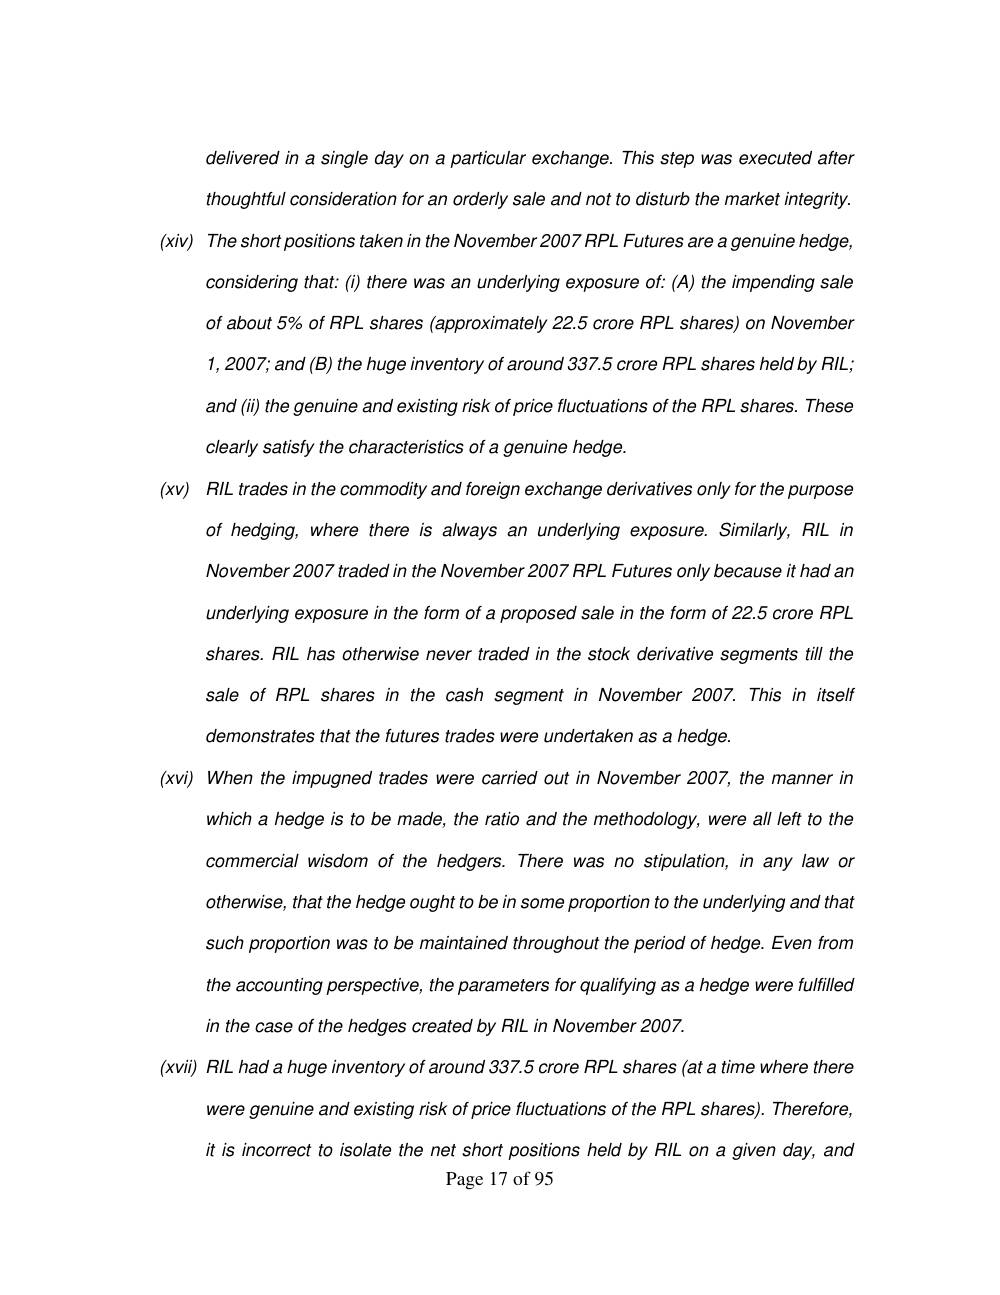 delivered in a single day on a particular exchange. This step was executed after
thoughtful consideration for an orderly sale and not to disturb the market integrity.
(xiv) The short positions taken in the November 2007 RPL Futures are a genuine hedge,
considering that: (i) there was an underlying exposure of: (A) the impending sale
of about 5% of RPL shares (approximately 22.5 crore RPL shares) on November
1, 2007; and (B) the huge inventory of around 337.5 crore RPL shares held by RIL;
and (ii) the genuine and existing risk of price fluctuations of the RPL shares. These
clearly satisfy the characteristics of a genuine hedge.
(xv) RIL trades in the commodity and foreign exchange derivatives only for the purpose
of hedging, where there is always an underlying exposure. Similarly, RIL in
November 2007 traded in the November 2007 RPL Futures only because it had an
underlying exposure in the form of a proposed sale in the form of 22.5 crore RPL
shares. RIL has otherwise never traded in the stock derivative segments till the
sale of RPL shares in the cash segment in November 2007. This in itself
demonstrates that the futures trades were undertaken as a hedge.
(xvi) When the impugned trades were carried out in November 2007, the manner in
which a hedge is to be made, the ratio and the methodology, were all left to the
commercial wisdom of the hedgers. There was no stipulation, in any law or
otherwise, that the hedge ought to be in some proportion to the underlying and that
such proportion was to be maintained throughout the period of hedge. Even from
the accounting perspective, the parameters for qualifying as a hedge were fulfilled
in the case of the hedges created by RIL in November 2007.
(xvii) RIL had a huge inventory of around 337.5 crore RPL shares (at a time where there
were genuine and existing risk of price fluctuations of the RPL shares). Therefore,
it is incorrect to isolate the net short positions held by RIL on a given day, and
Page 17 of 95